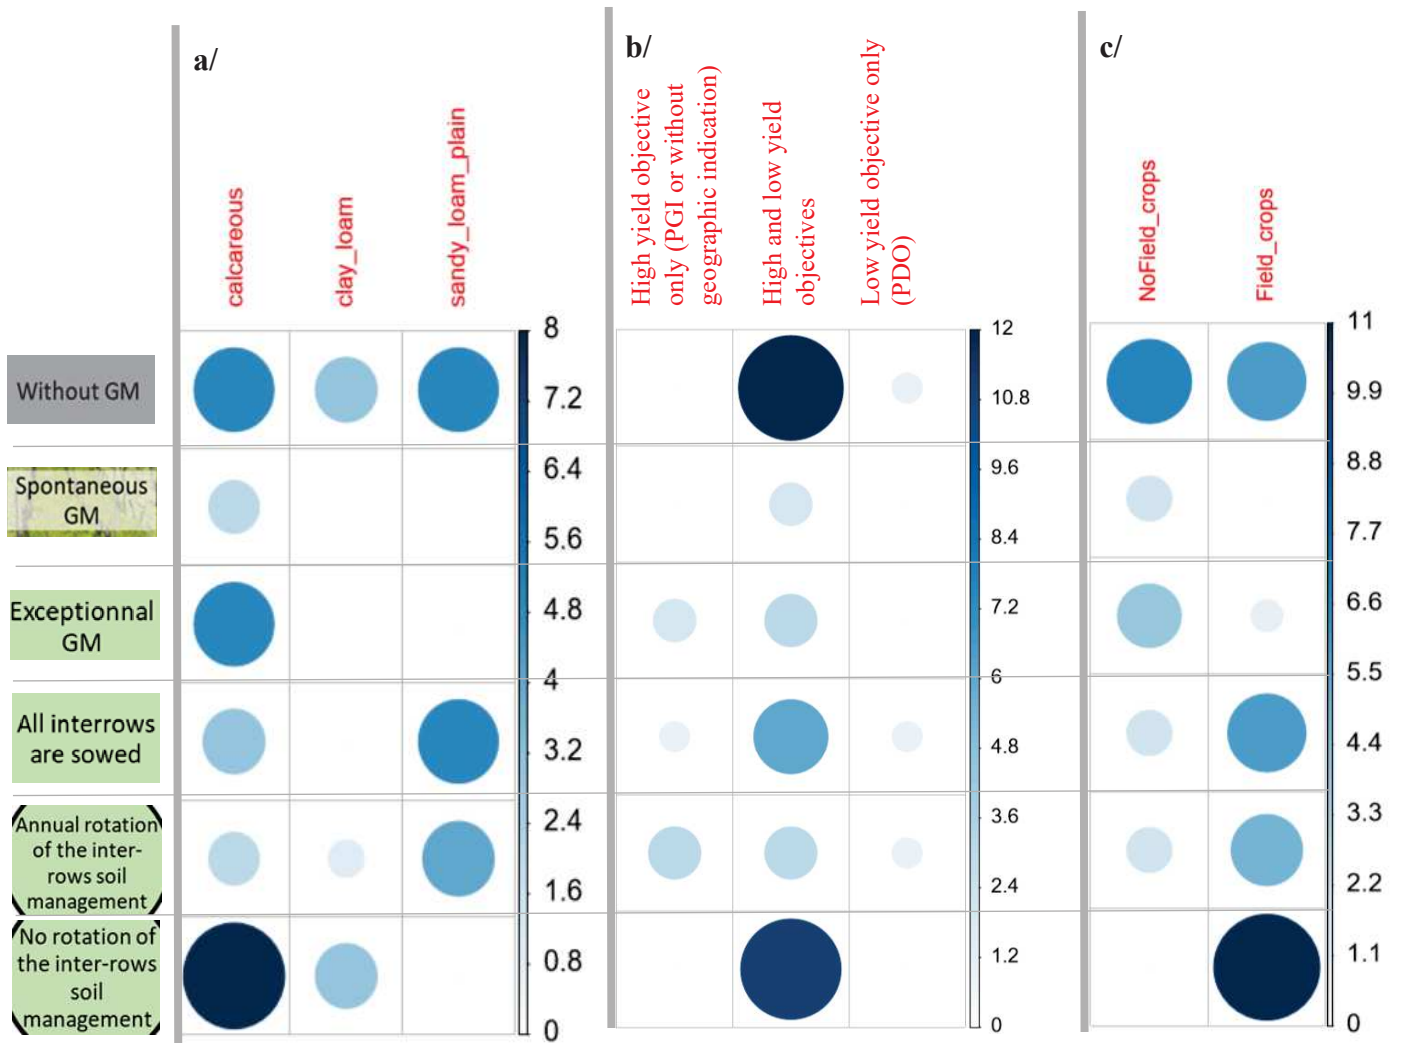 a/
calcareous
clay_loam
sandy_loam_plain
b/
High yield objective
only (PGI or without
geographic indication)
High and low yield
objectives
Low yield objective only
(PDO)
c/
NoField_crops
Field_crops
Without GM
Spontaneous
GM
Exceptionnal
GM
All interrows
are sowed
Annual rotation
of the inter-
rows soil
management
No rotation of
the inter-rows
soil
management
8
7.2
6.4
5.6
4.8
4
3.2
2.4
1.6
0.8
0
12
10.8
9.6
8.4
7.2
6
4.8
3.6
2.4
1.2
0
11
9.9
8.8
7.7
6.6
5.5
4.4
3.3
2.2
1.1
0